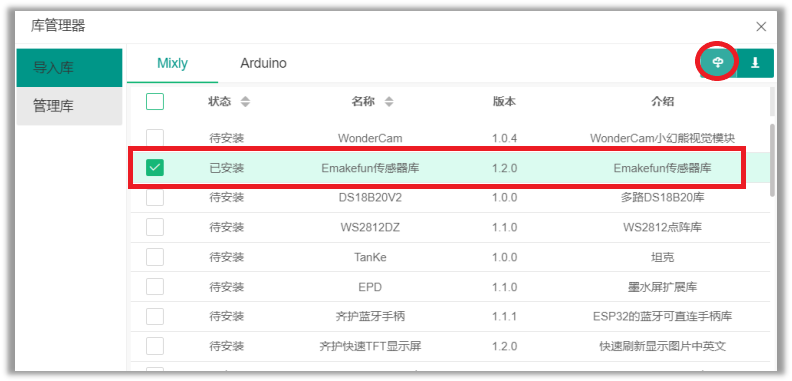 库管理器
导入库
管理库
Mixly Arduino
状态 名称 版本 介绍
待安装 WonderCam 1.0.4 WonderCam小幻能视觉模块
已安装 Emakefun传感器库 1.2.0 Emakefun传感器库
待安装 DS18B20V2 1.0.0 多路DS18B20库
待安装 WS2812DZ 1.1.0 WS2812点阵库
待安装 TanKe 1.0.0 坦克
待安装 EPD 1.1.0 墨水屏扩展库
待安装 齐护蓝牙手柄 1.1.1 ESP32的蓝牙可直连手柄库
待安装 齐护快速TFT显示屏 1.2.0 快速刷新显示图片中英文